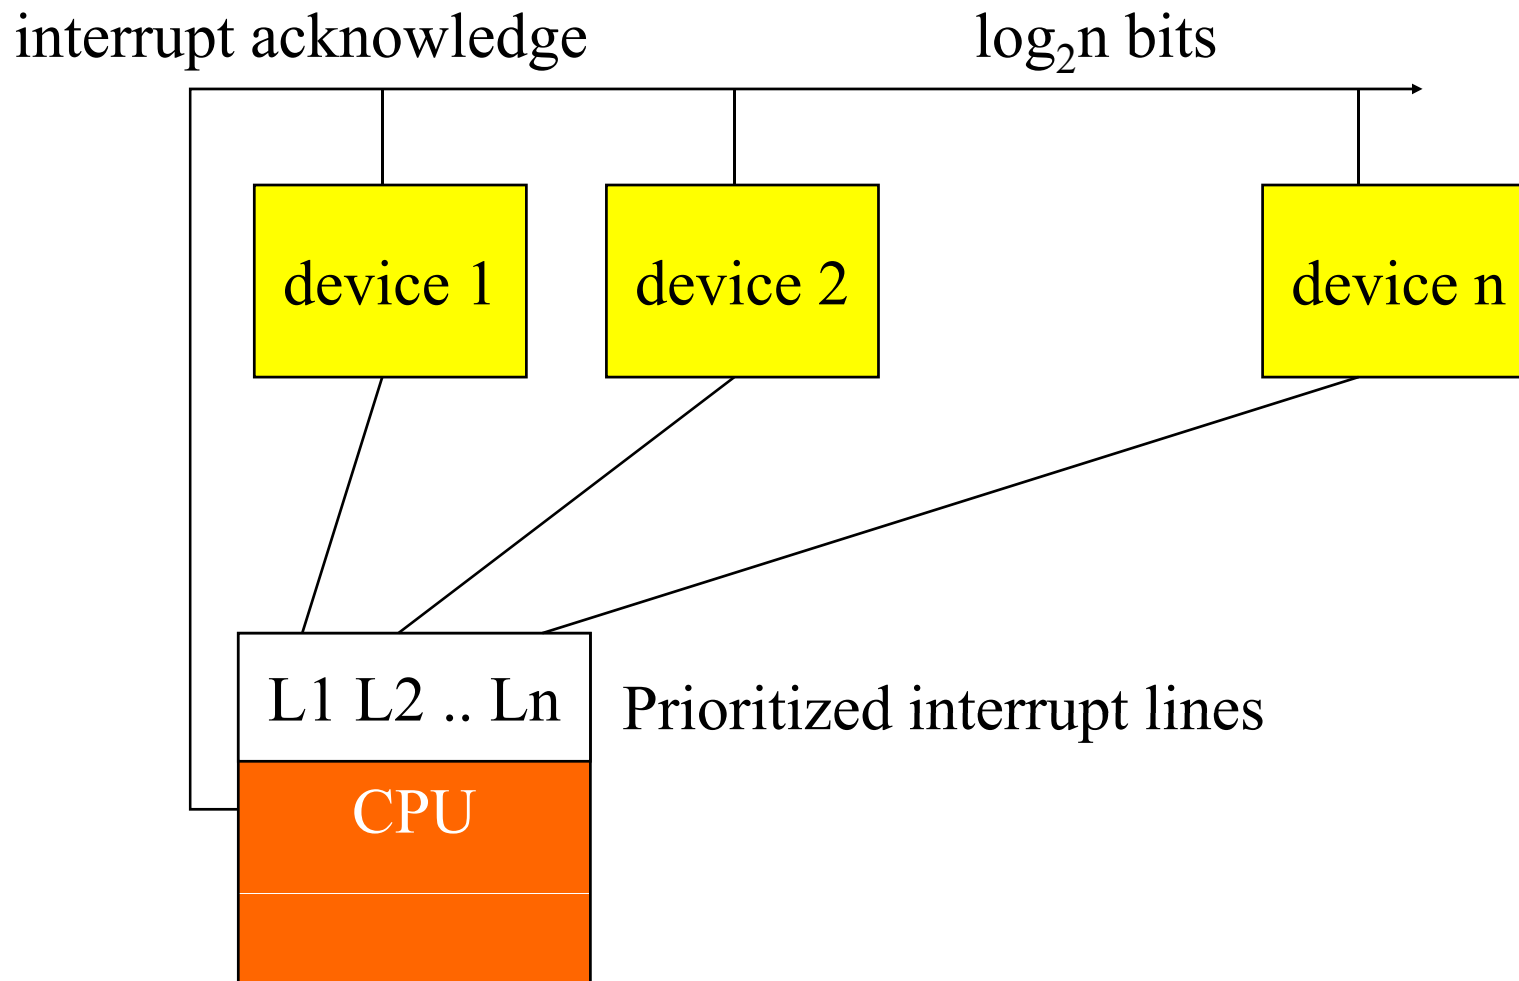 interrupt acknowledge
log₂n bits
device 1
device 2
device n
L1 L2 .. Ln
Prioritized interrupt lines
CPU